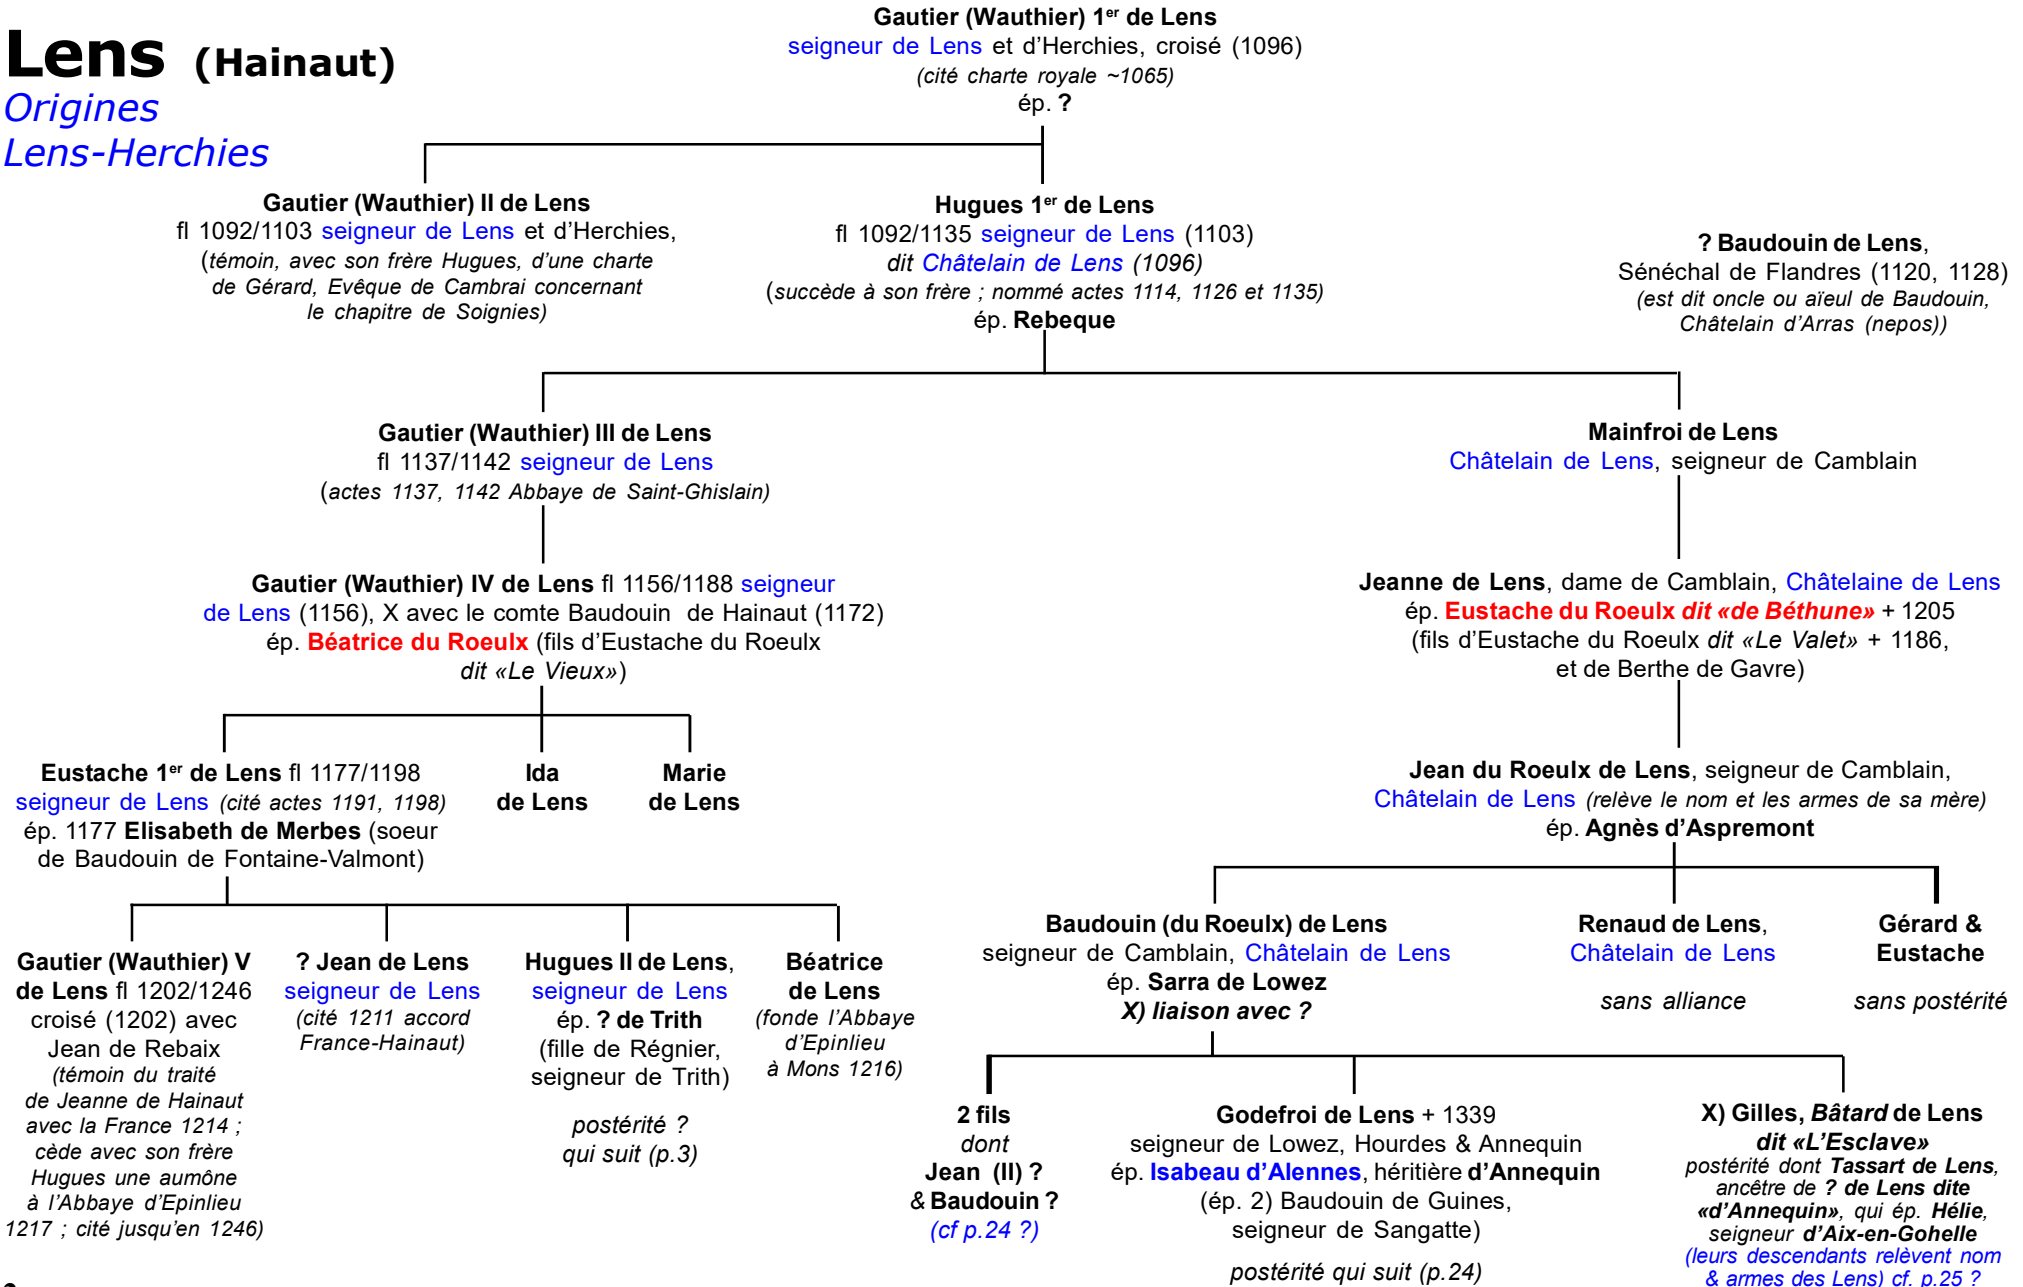 Lens (Hainaut)
Origines
Lens-Herchies
Gautier (Wauthier) 1er de Lens
seigneur de Lens et d'Herchies, croisé (1096)
(cité charte royale ~1065)
ép. ?
Gautier (Wauthier) II de Lens
fl 1092/1103 seigneur de Lens et d'Herchies,
(témoin, avec son frère Hugues, d'une charte
de Gérard, Evêque de Cambrai concernant
le chapitre de Soignies)
Hugues 1er de Lens
fl 1092/1135 seigneur de Lens (1103)
dit Châtelain de Lens (1096)
(succède à son frère ; nommé actes 1114, 1126 et 1135)
ép. Rebeque
? Baudouin de Lens,
Sénéchal de Flandres (1120, 1128)
(est dit oncle ou aïeul de Baudouin,
Châtelain d'Arras (nepos))
Gautier (Wauthier) III de Lens
fl 1137/1142 seigneur de Lens
(actes 1137, 1142 Abbaye de Saint-Ghislain)
Mainfroi de Lens
Châtelain de Lens, seigneur de Camblain
Gautier (Wauthier) IV de Lens fl 1156/1188 seigneur
de Lens (1156), X avec le comte Baudouin de Hainaut (1172)
ép. Béatrice du Roeulx (fils d'Eustache du Roeulx
dit «Le Vieux»)
Jeanne de Lens, dame de Camblain, Châtelaine de Lens
ép. Eustache du Roeulx dit «de Béthune» + 1205
(fils d'Eustache du Roeulx dit «Le Valet» + 1186,
et de Berthe de Gavre)
Eustache 1er de Lens fl 1177/1198
seigneur de Lens (cité actes 1191, 1198)
ép. 1177 Elisabeth de Merbes (soeur
de Baudouin de Fontaine-Valmont)
Ida
de Lens
Marie
de Lens
Jean du Roeulx de Lens, seigneur de Camblain,
Châtelain de Lens (relève le nom et les armes de sa mère)
ép. Agnès d'Aspremont
Gautier (Wauthier) V
de Lens fl 1202/1246
croisé (1202) avec
Jean de Rebaix
(témoin du traité
de Jeanne de Hainaut
avec la France 1214 ;
cède avec son frère
Hugues une aumône
à l'Abbaye d'Epinlieu
1217 ; cité jusqu'en 1246)
? Jean de Lens
seigneur de Lens
(cité 1211 accord
France-Hainaut)
Hugues II de Lens,
seigneur de Lens
ép. ? de Trith
(fille de Régnier,
seigneur de Trith)
postérité ?
qui suit (p.3)
Béatrice
de Lens
(fonde l'Abbaye
d'Epinlieu
à Mons 1216)
Baudouin (du Roeulx) de Lens
seigneur de Camblain, Châtelain de Lens
ép. Sarra de Lowez
X) liaison avec ?
Renaud de Lens,
Châtelain de Lens
sans alliance
Gérard &
Eustache
sans postérité
2 fils
dont
Jean (II) ?
& Baudouin ?
(cf p.24 ?)
Godefroi de Lens + 1339
seigneur de Lowez, Hourdes & Annequin
ép. Isabeau d'Alennes, héritière d'Annequin
(ép. 2) Baudouin de Guines,
seigneur de Sangatte)
postérité qui suit (p.24)
X) Gilles, Bâtard de Lens
dit «L'Esclave»
postérité dont Tassart de Lens,
ancêtre de ? de Lens dite
«d'Annequin», qui ép. Hélie,
seigneur d'Aix-en-Gohelle
(leurs descendants relèvent nom
& armes des Lens) cf. p.25 ?